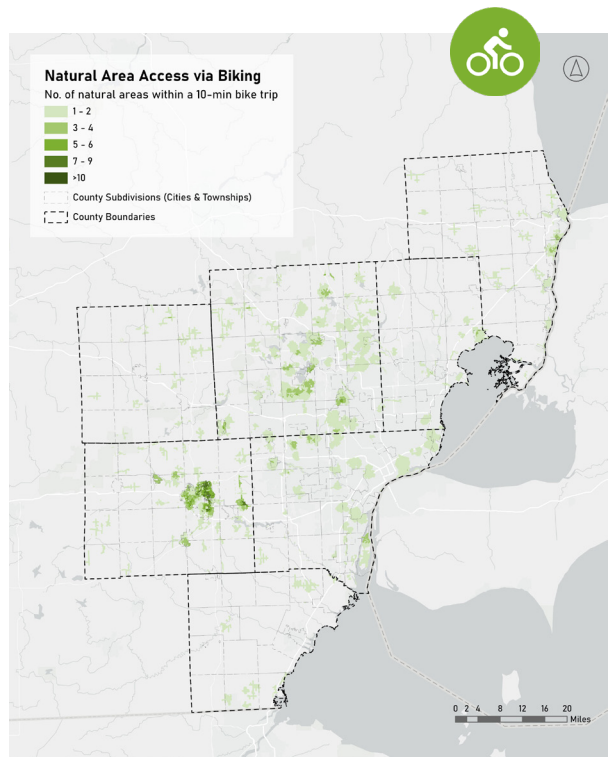 Natural Area Access via Biking
No. of natural areas within a 10-min bike trip
1 - 2
3 - 4
5 - 6
7 - 9
>10
County Subdivisions (Cities & Townships)
County Boundaries
0 2 4 8 12 16 20
Miles